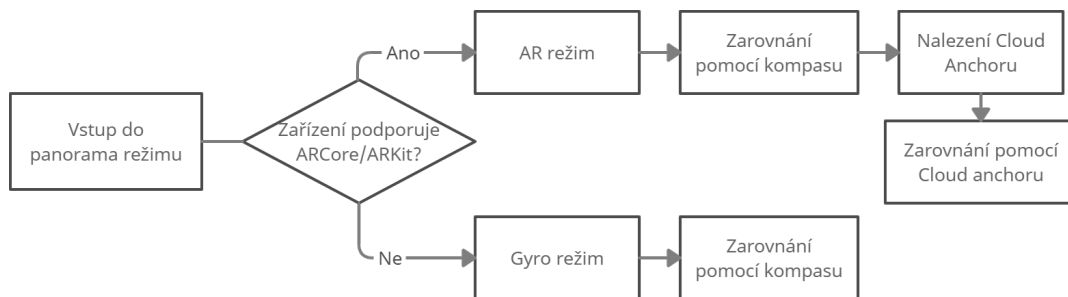 Vstup do
panorama režimu
Zařízení podporuje
ARCore/ARKit?
Ano
AR režim
Zarovnání
pomocí kompasu
Nalezení Cloud
Anchoru
Zarovnání pomocí
Cloud anchoru
Ne
Gyro režim
Zarovnání
pomocí kompasu